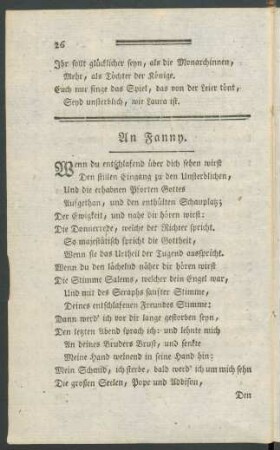 26
Ihr sollt glücklicher seyn, als die Monarchinnen,
Mehr, als Töchter der Könige.
Euch nur singe das Spiel, das von der Leier tönt,
Seyd unsterblich, wie Laura ist.
An Fanny.
Wenn du entschlafend über dich sehen wirst
Den stillen Eingang zu den Unsterblichen,
Und die erhabnen Pforten Gottes
Aufgethan, und den enthüllten Schauplatz
Der Ewigkeit, und nahe dir hören wirst:
Die Donnerrede, welche der Richter spricht.
So majestätisch spricht die Gottheit,
Wenn sie das Urtheil der Tugend ausspricht.
Wenn du den lächelnd näher dir hören wirst
Die Stimme Salems, welcher dein Engel war,
Und mit des Seraphs sanfter Stimme,
Deines entschlafenen Freundes Stimme:
Dann werd' ich vor dir lange gestorben seyn,
Den letzten Abend sprach ich: und lehnte mich
An deines Bruders Brust, und senkte
Meine Hand weinend in seine Hand hin:
Mein Schmid, ich sterbe, bald werd' ich um mich sehn
Die großen Seelen, Pope und Addison,
Den